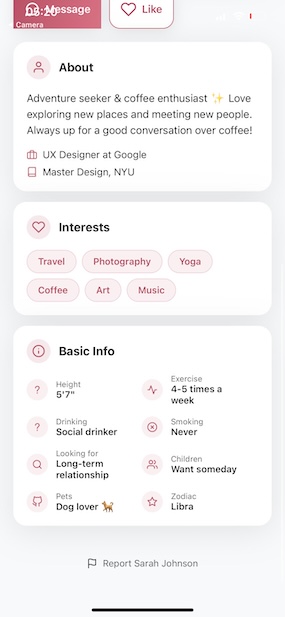 05:20
Message
Like
Camera
About
Adventure seeker & coffee enthusiast ✨ Love
exploring new places and meeting new people.
Always up for a good conversation over coffee!
UX Designer at Google
Master Design, NYU
Interests
Travel
Photography
Yoga
Coffee
Art
Music
Basic Info
?
Height
5'7"
Exercise
4-5 times a
week
?
Drinking
Social drinker
Smoking
Never
Looking for
Long-term
relationship
Children
Want someday
Pets
Dog lover 🐕
Zodiac
Libra
Report Sarah Johnson